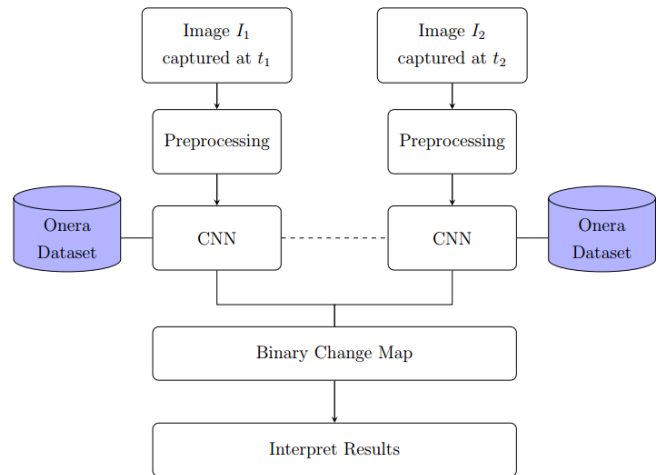 Image I₁
captured at t₁
Image I₂
captured at t₂
Preprocessing
Preprocessing
Onera
Dataset
CNN
CNN
Onera
Dataset
Binary Change Map
Interpret Results